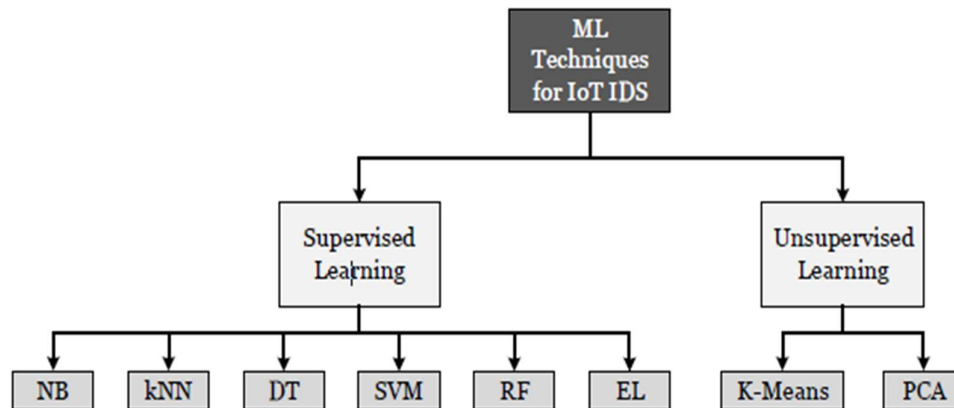 ML
Techniques
for IoT IDS
Supervised
Learning
Unsupervised
Learning
NB
kNN
DT
SVM
RF
EL
K-Means
PCA